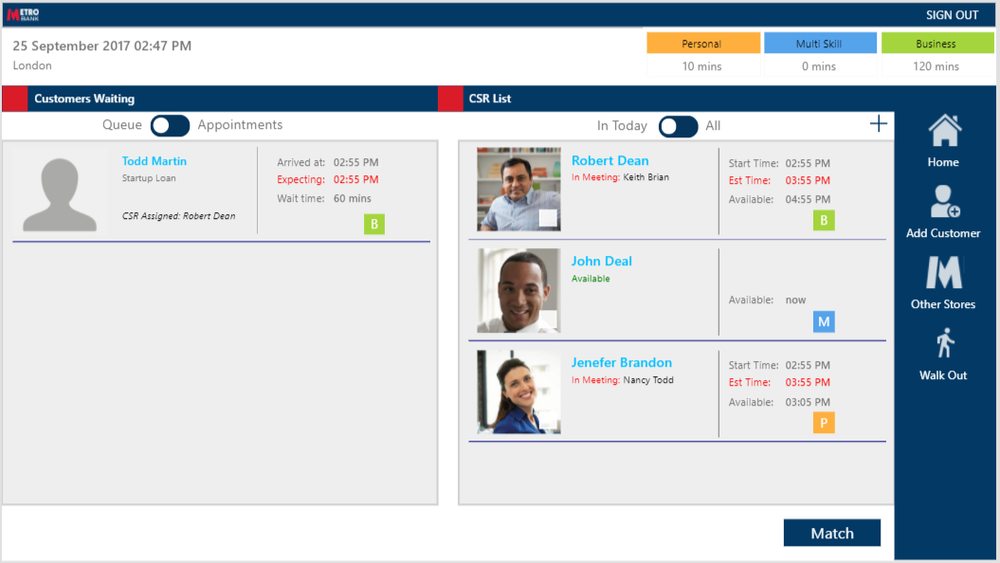 METRO
BANK
SIGN OUT
25 September 2017 02:47 PM
London
Personal
Multi Skill
Business
10 mins
0 mins
120 mins
Customers Waiting
CSR List
Queue
Appointments
In Today
All
Todd Martin
Startup Loan
CSR Assigned: Robert Dean
Arrived at: 02:55 PM
Expecting: 02:55 PM
Wait time: 60 mins
B
Robert Dean
In Meeting: Keith Brian
Start Time: 02:55 PM
Est Time: 03:55 PM
Available: 04:55 PM
B
John Deal
Available
Available: now
M
Jenefer Brandon
In Meeting: Nancy Todd
Start Time: 02:55 PM
Est Time: 03:55 PM
Available: 03:05 PM
P
Home
Add Customer
M
Other Stores
Walk Out
Match